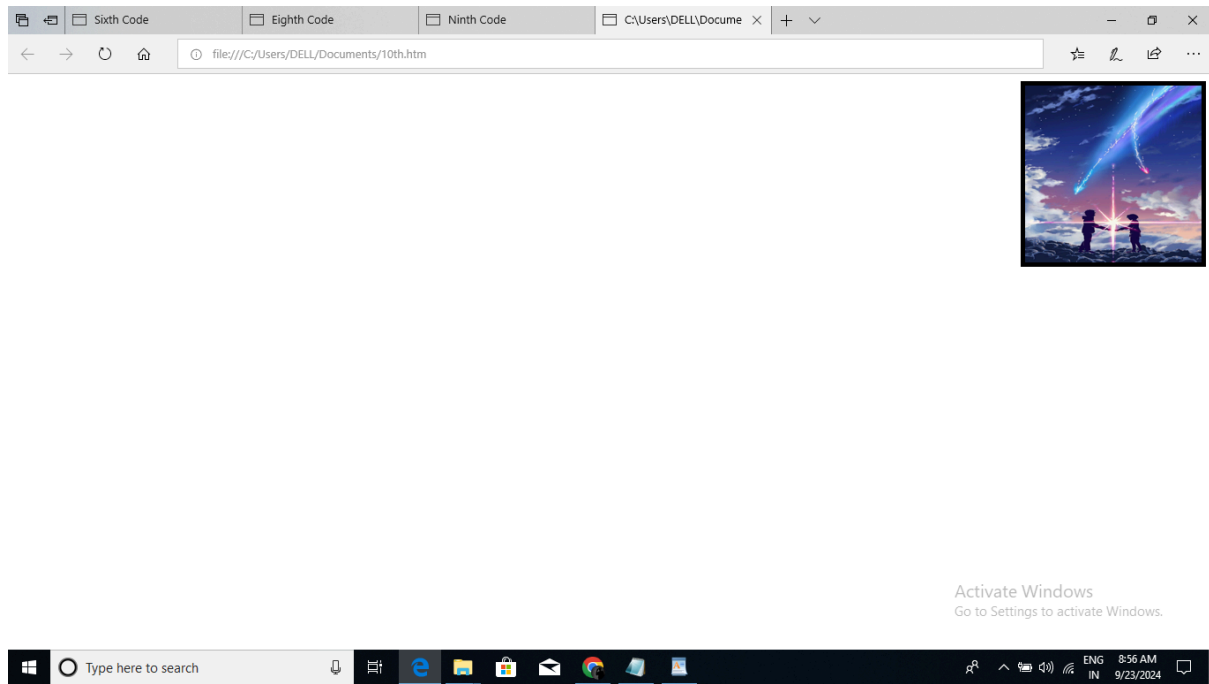 Sixth Code
Eighth Code
Ninth Code
C:\Users\DELL\Docume
file:///C:/Users/DELL/Documents/10th.htm
Activate Windows
Go to Settings to activate Windows.
Type here to search
ENG
IN
8:56 AM
9/23/2024